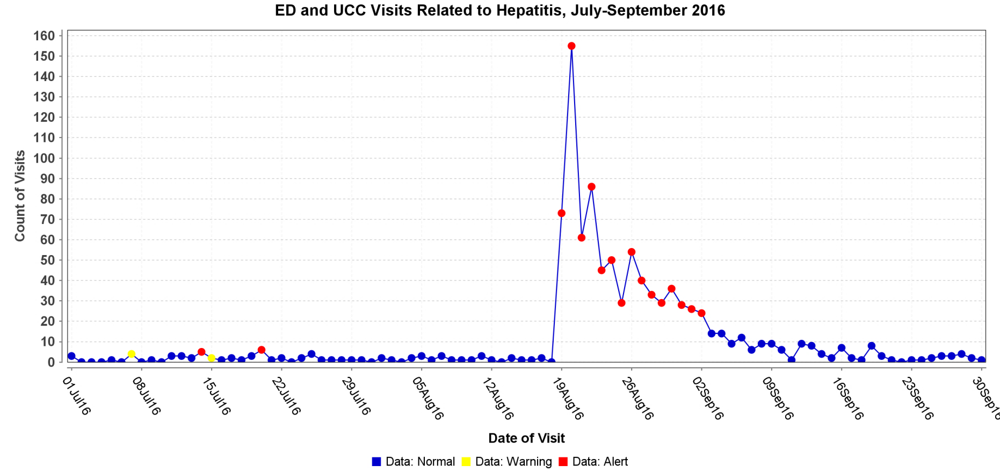 ED and UCC Visits Related to Hepatitis, July-September 2016
160
150
140
130
120
110
100
90
80
70
60
50
40
30
20
10
0
Count of Visits
01Jul16
08Jul16
15Jul16
22Jul16
29Jul16
05Aug16
12Aug16
19Aug16
26Aug16
02Sep16
09Sep16
16Sep16
23Sep16
30Sep16
Date of Visit
Data: Normal Data: Warning Data: Alert